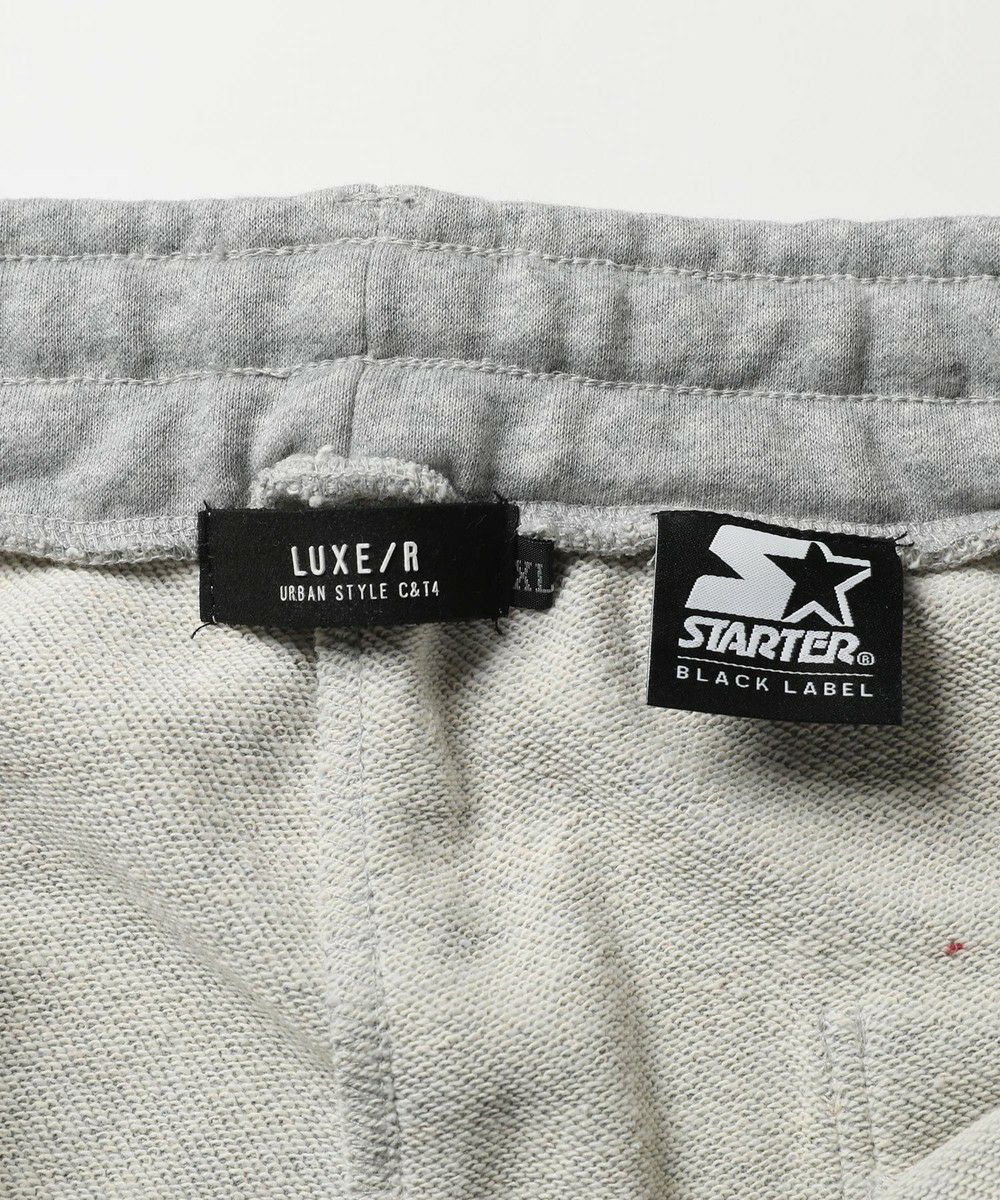 LUXE/R
URBAN STYLE C&T4
XL
STARTER®
BLACK LABEL